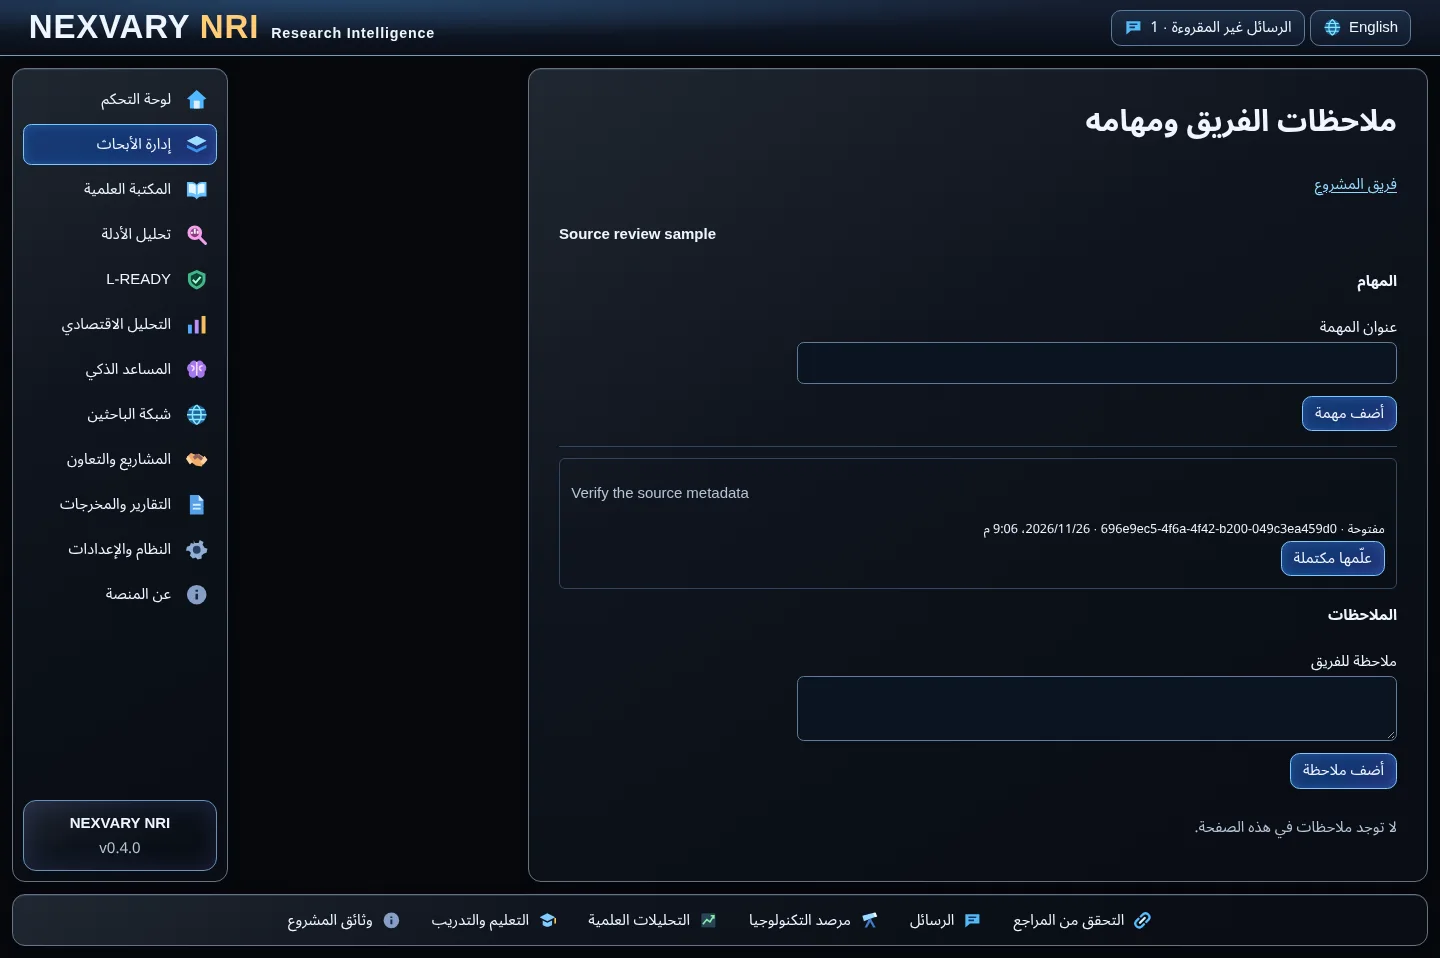 NEXVARY NRI Research Intelligence
الرسائل غير المقروءة · 1
English
لوحة التحكم
إدارة الأبحاث
المكتبة العلمية
تحليل الأدلة
L-READY
التحليل الاقتصادي
المساعد الذكي
شبكة الباحثين
المشاريع والتعاون
التقارير والمخرجات
النظام والإعدادات
عن المنصة
NEXVARY NRI
v0.4.0
ملاحظات الفريق ومهامه
فريق المشروع
Source review sample
المهام
عنوان المهمة
أضف مهمة
Verify the source metadata
مفتوحة · 696e9ec5-4f6a-4f42-b200-049c3ea459d0 · 2026/11/26، 9:06 م
علّمها مكتملة
الملاحظات
ملاحظة للفريق
أضف ملاحظة
لا توجد ملاحظات في هذه الصفحة.
التحقق من المراجع
الرسائل
مرصد التكنولوجيا
التحليلات العلمية
التعليم والتدريب
وثائق المشروع